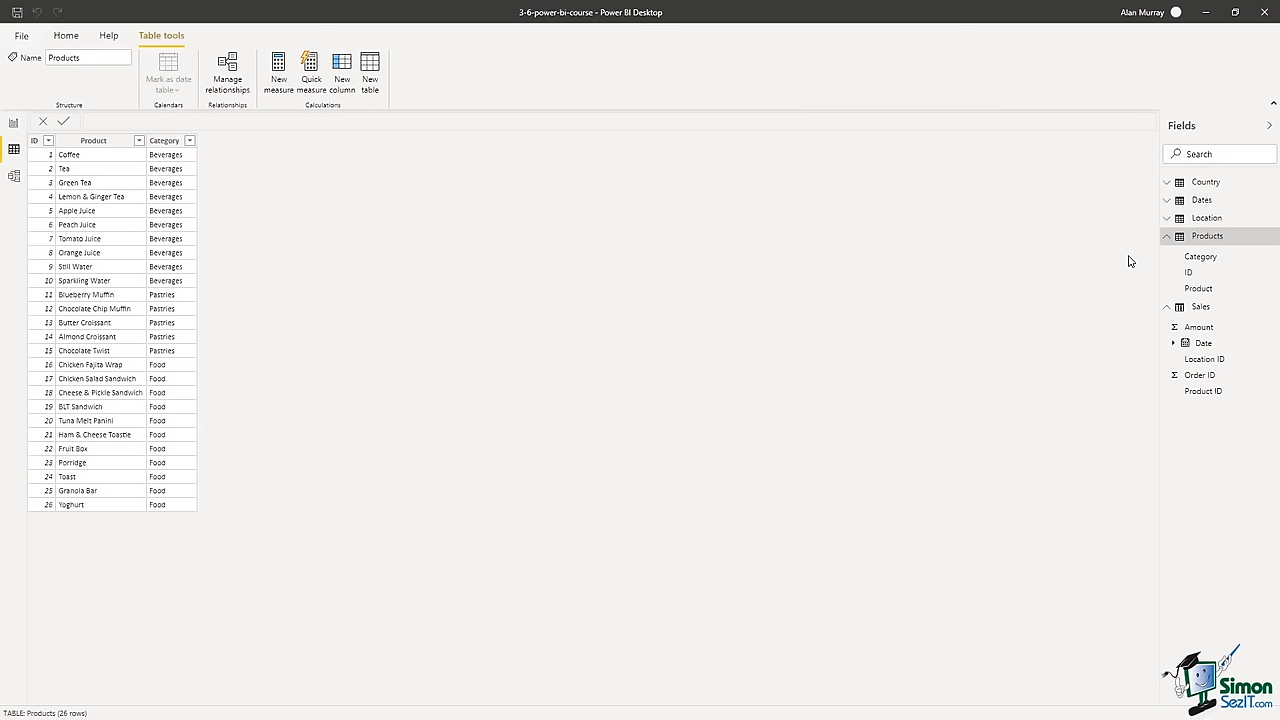 3-6-power-bi-course - Power BI Desktop
Alan Murray
File Home Help Table tools
Name Products
Mark as date table
Manage relationships
New measure
Quick measure
New column
New table
Structure Calendars Relationships Calculations
ID Product Category
1 Coffee Beverages
2 Tea Beverages
3 Green Tea Beverages
4 Lemon & Ginger Tea Beverages
5 Apple Juice Beverages
6 Peach Juice Beverages
7 Tomato Juice Beverages
8 Orange Juice Beverages
9 Still Water Beverages
10 Sparkling Water Beverages
11 Blueberry Muffin Pastries
12 Chocolate Chip Muffin Pastries
13 Butter Croissant Pastries
14 Almond Croissant Pastries
15 Chocolate Twist Pastries
16 Chicken Fajita Wrap Food
17 Chicken Salad Sandwich Food
18 Cheese & Pickle Sandwich Food
19 BLT Sandwich Food
20 Tuna Melt Panini Food
21 Ham & Cheese Toastie Food
22 Fruit Box Food
23 Porridge Food
24 Toast Food
25 Granola Bar Food
26 Yoghurt Food
Fields
Search
Country
Dates
Location
Products
Category
ID
Product
Sales
Σ Amount
Date
Location ID
Σ Order ID
Product ID
Simon
SezIT.com
TABLE: Products (26 rows)